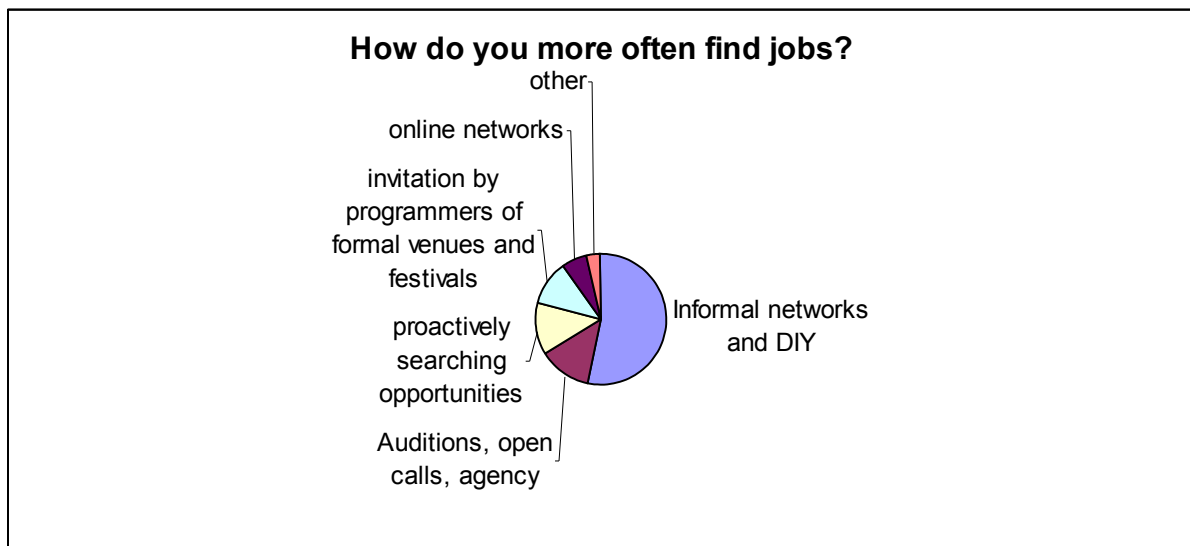 How do you more often find jobs?
other
online networks
invitation by
programmers of
formal venues and
festivals
Informal networks
and DIY
proactively
searching
opportunities
Auditions, open
calls, agency